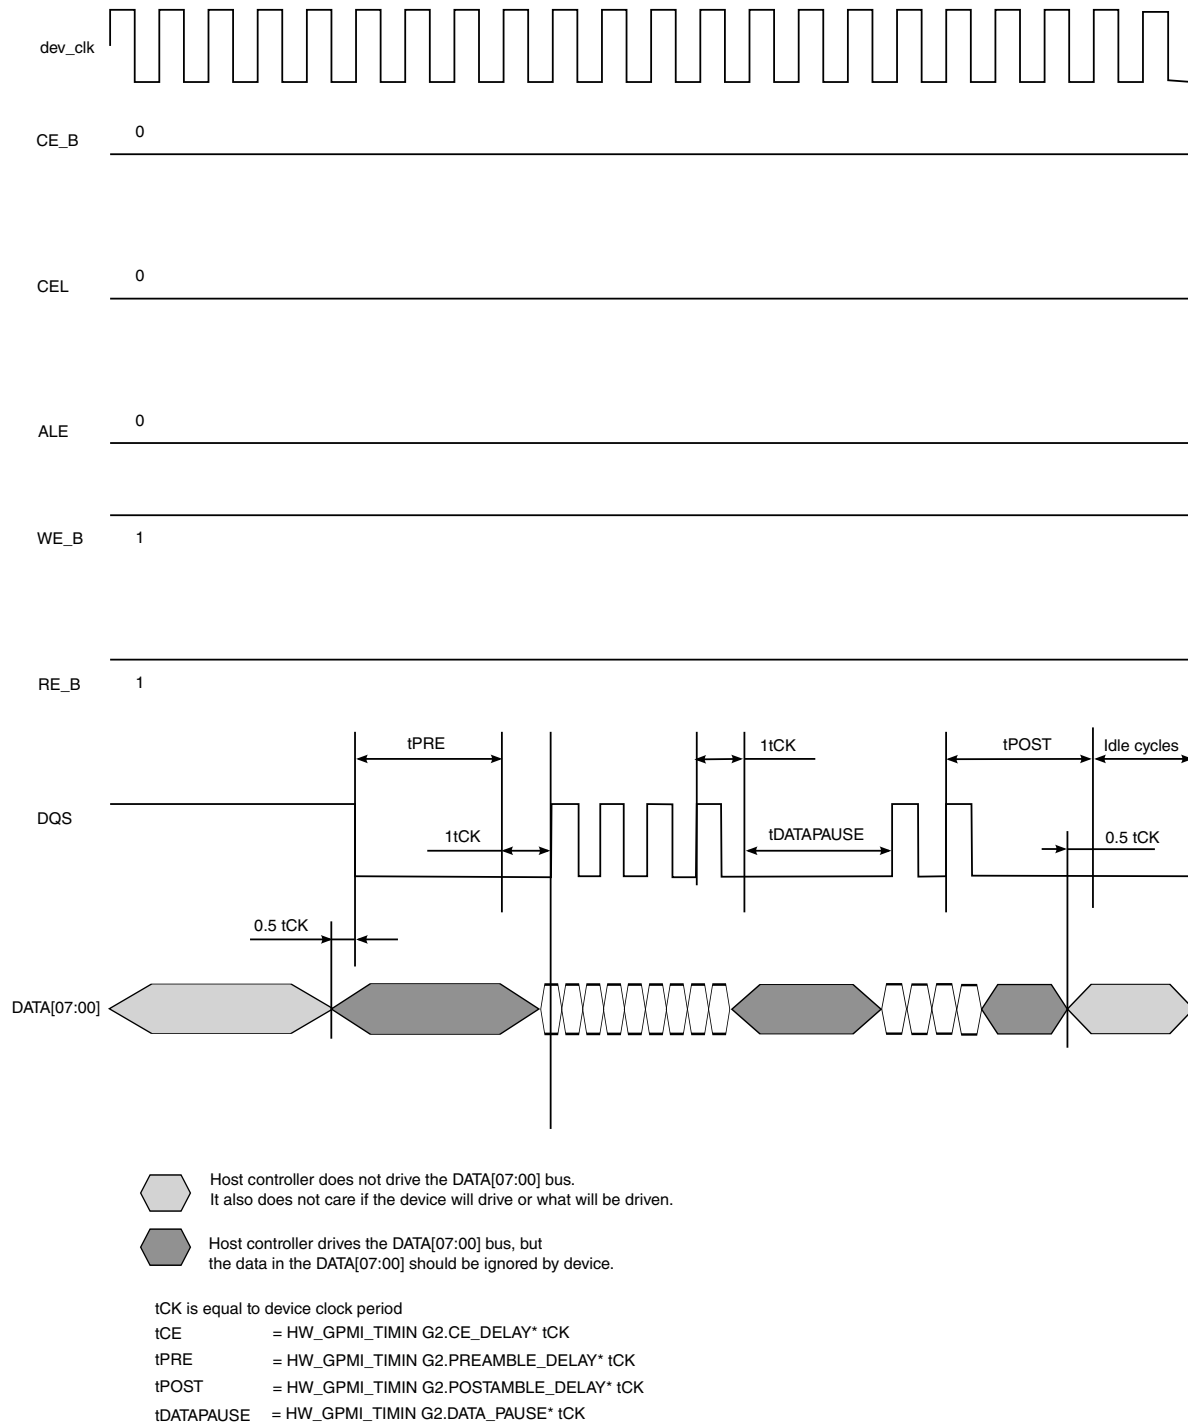 dev_clk
CE_B
0
CEL
0
ALE
0
WE_B
1
RE_B
1
tPRE
1tCK
tPOST
Idle cycles
DQS
1tCK
tDATAPAUSE
0.5 tCK
0.5 tCK
DATA[07:00]
Host controller does not drive the DATA[07:00] bus.
It also does not care if the device will drive or what will be driven.
Host controller drives the DATA[07:00] bus, but
the data in the DATA[07:00] should be ignored by device.
tCK is equal to device clock period
tCE = HW_GPMI_TIMIN G2.CE_DELAY* tCK
tPRE = HW_GPMI_TIMIN G2.PREAMBLE_DELAY* tCK
tPOST = HW_GPMI_TIMIN G2.POSTAMBLE_DELAY* tCK
tDATAPAUSE = HW_GPMI_TIMIN G2.DATA_PAUSE* tCK